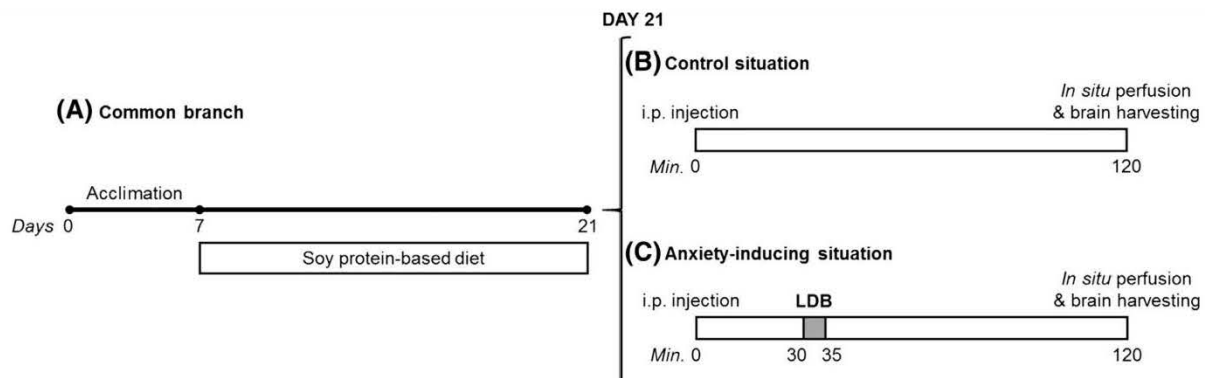 DAY 21
(A) Common branch
Acclimation
Days 0 7 21
Soy protein-based diet
(B) Control situation
i.p. injection
In situ perfusion
& brain harvesting
Min. 0 120
(C) Anxiety-inducing situation
i.p. injection
LDB
In situ perfusion
& brain harvesting
Min. 0 30 35 120